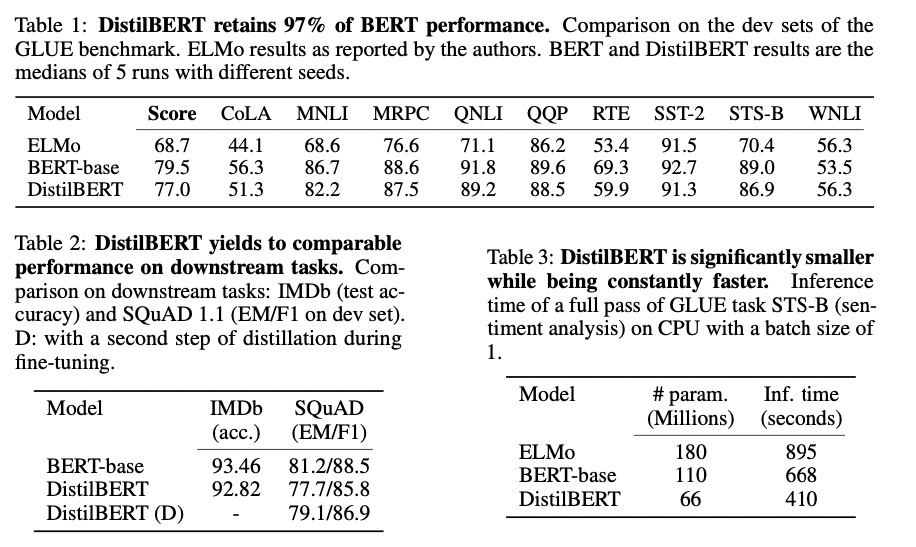 Table 1: DistilBERT retains 97% of BERT performance. Comparison on the dev sets of the
GLUE benchmark. ELMo results as reported by the authors. BERT and DistilBERT results are the
medians of 5 runs with different seeds.
Model Score CoLA MNLI MRPC QNLI QQP RTE SST-2 STS-B WNLI
ELMo 68.7 44.1 68.6 76.6 71.1 86.2 53.4 91.5 70.4 56.3
BERT-base 79.5 56.3 86.7 88.6 91.8 89.6 69.3 92.7 89.0 53.5
DistilBERT 77.0 51.3 82.2 87.5 89.2 88.5 59.9 91.3 86.9 56.3
Table 2: DistilBERT yields to comparable
performance on downstream tasks. Com-
parison on downstream tasks: IMDb (test ac-
curacy) and SQuAD 1.1 (EM/F1 on dev set).
D: with a second step of distillation during
fine-tuning.
Model IMDb SQuAD
(acc.) (EM/F1)
BERT-base 93.46 81.2/88.5
DistilBERT 92.82 77.7/85.8
DistilBERT (D) - 79.1/86.9
Table 3: DistilBERT is significantly smaller
while being constantly faster. Inference
time of a full pass of GLUE task STS-B (sen-
timent analysis) on CPU with a batch size of
1.
Model # param. Inf. time
(Millions) (seconds)
ELMo 180 895
BERT-base 110 668
DistilBERT 66 410